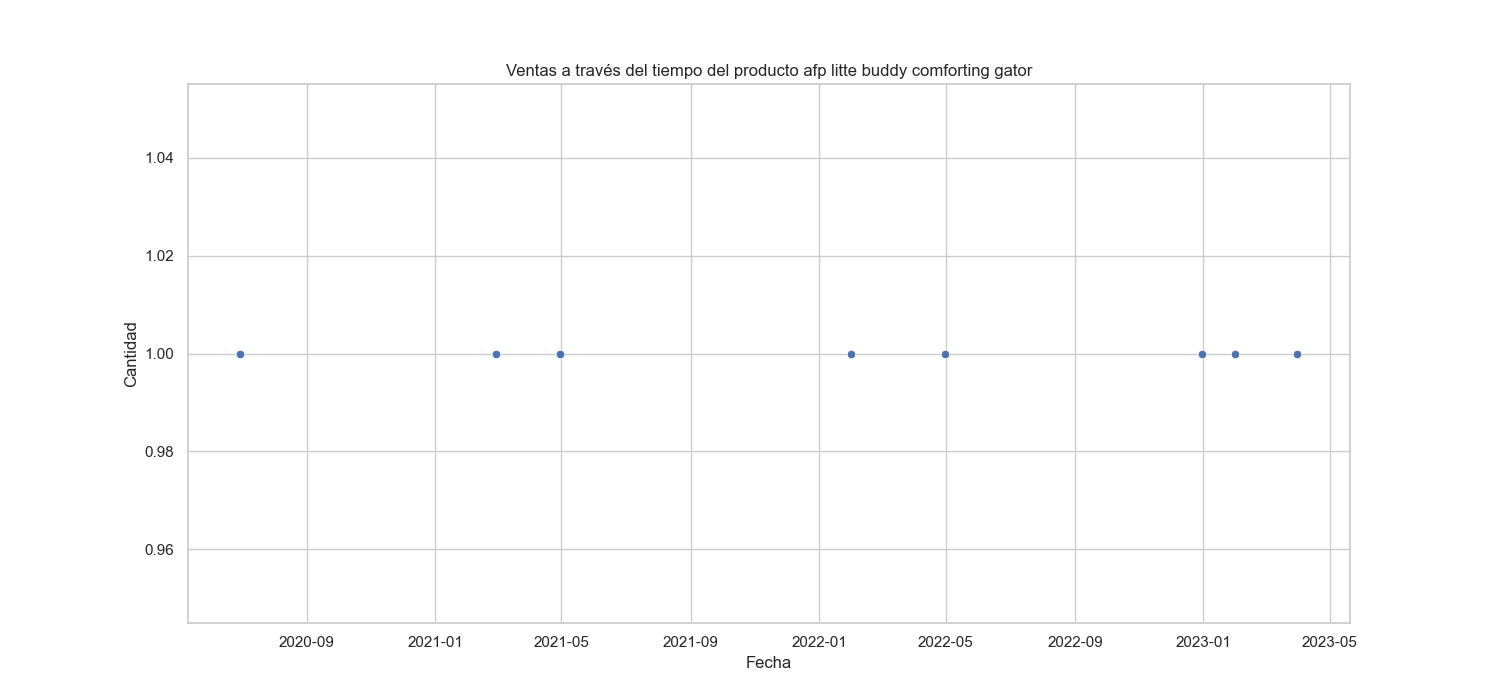 Ventas a través del tiempo del producto afp litte buddy comforting gator
1.04
1.02
1.00
0.98
0.96
Cantidad
2020-09 2021-01 2021-05 2021-09 2022-01 2022-05 2022-09 2023-01 2023-05
Fecha